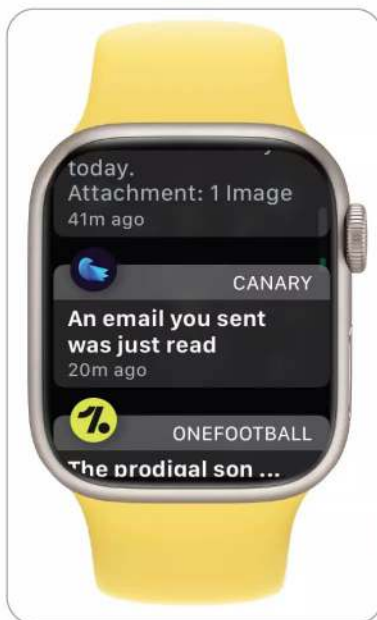 today.
Attachment: 1 Image
41m ago
CANARY
An email you sent
was just read
20m ago
ONEFOOTBALL
The prodigal son ...